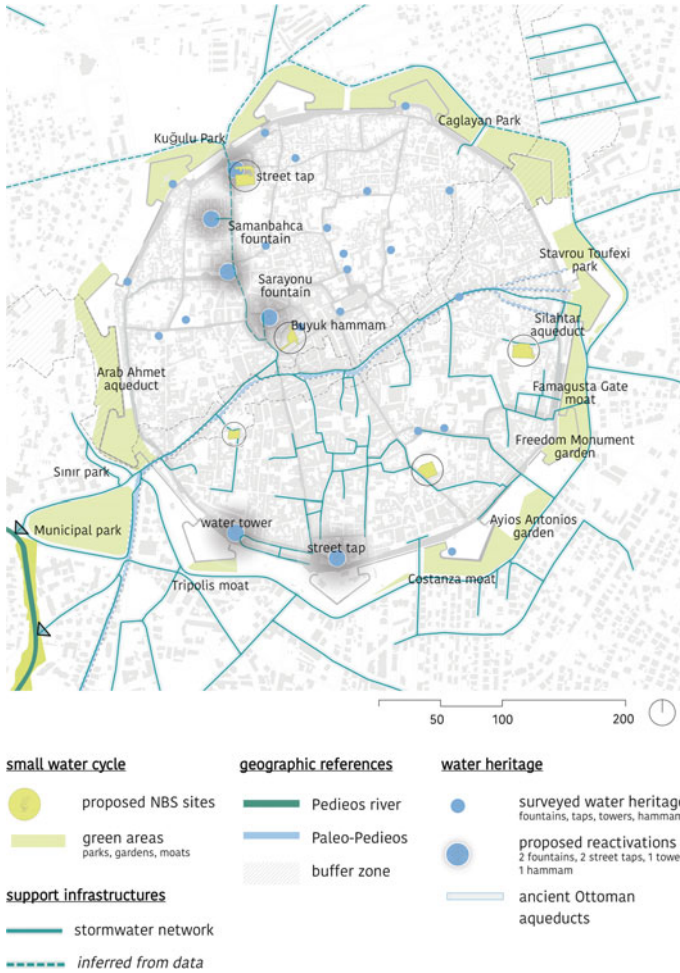 Caglayan Park
Kuğulu Park
street tap
Samanbahca
fountain
Stavrou Toufexi
park
Sarayonu
fountain
Silahtar
aqueduct
Buyuk hammam
Arab Ahmet
aqueduct
Famagusta Gate
moat
Freedom Monument
garden
Sınır park
Ayios Antonios
garden
Municipal park
water tower
street tap
Tripolis moat
Costanza moat
50 100 200
small water cycle
proposed NBS sites
green areas
parks, gardens, moats
support infrastructures
stormwater network
inferred from data
geographic references
Pedieos river
Paleo-Pedieos
buffer zone
water heritage
surveyed water heritage
fountains, taps, towers, hammam
proposed reactivations
2 fountains, 2 street taps, 1 towe
1 hammam
ancient Ottoman
aqueducts